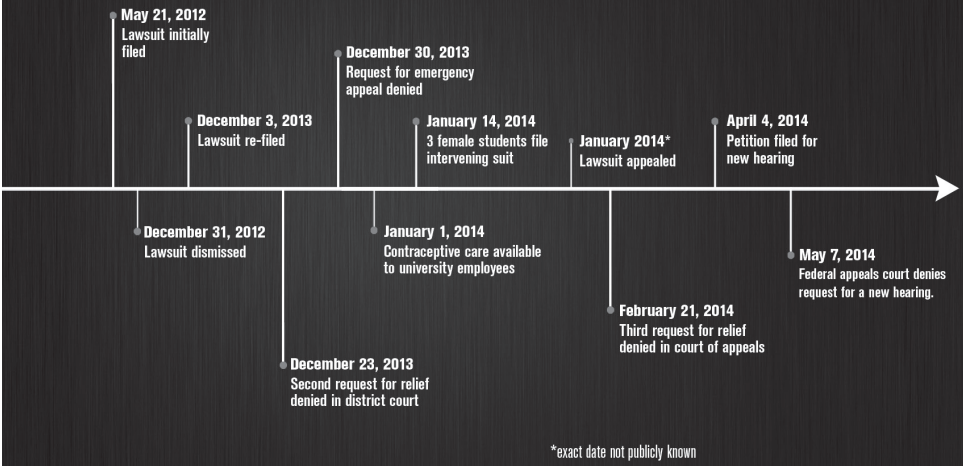 May 21, 2012
Lawsuit initially
filed
December 31, 2012
Lawsuit dismissed
December 3, 2013
Lawsuit re-filed
December 23, 2013
Second request for relief
denied in district court
December 30, 2013
Request for emergency
appeal denied
January 1, 2014
Contraceptive care available
to university employees
January 14, 2014
3 female students file
intervening suit
January 2014*
Lawsuit appealed
February 21, 2014
Third request for relief
denied in court of appeals
April 4, 2014
Petition filed for
new hearing
May 7, 2014
Federal appeals court denies
request for a new hearing.
*exact date not publicly known